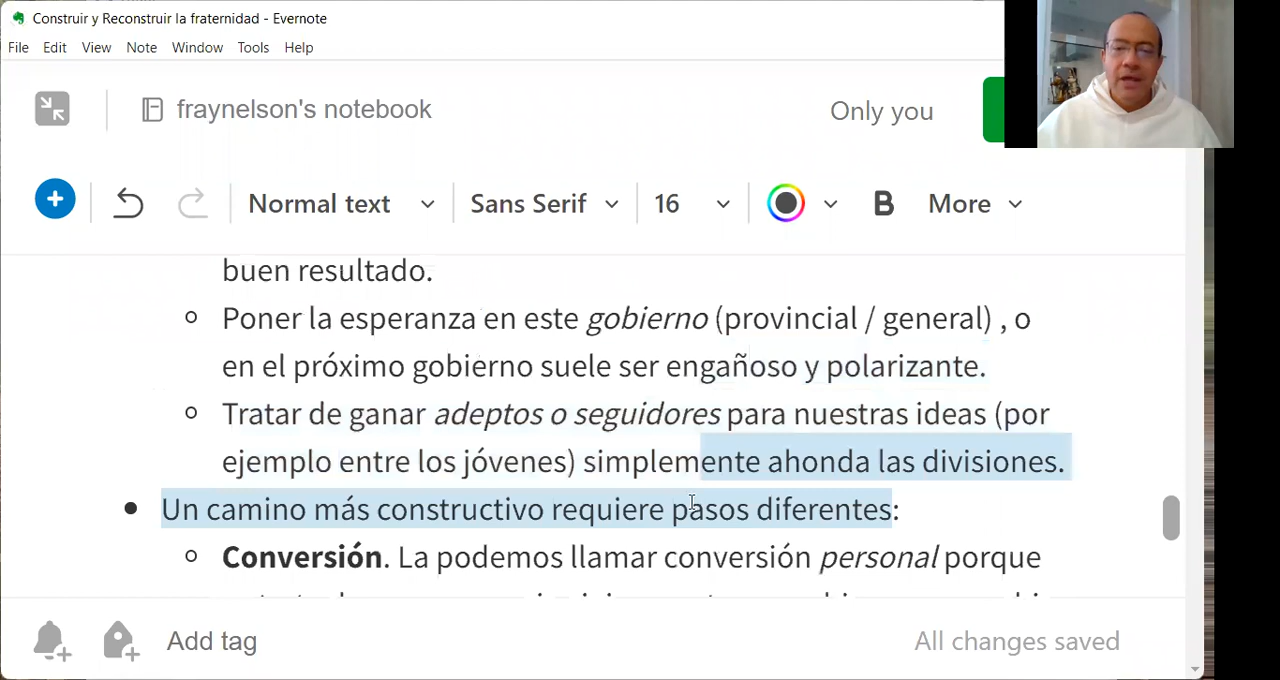 Construir y Reconstruir la fraternidad - Evernote
File Edit View Note Window Tools Help
fraynelson's notebook Only you
Normal text Sans Serif 16 B More
buen resultado.
Poner la esperanza en este gobierno (provincial / general) , o
en el próximo gobierno suele ser engañoso y polarizante.
Tratar de ganar adeptos o seguidores para nuestras ideas (por
ejemplo entre los jóvenes) simplemente ahonda las divisiones.
Un camino más constructivo requiere pasos diferentes:
Conversión. La podemos llamar conversión personal porque
Add tag All changes saved